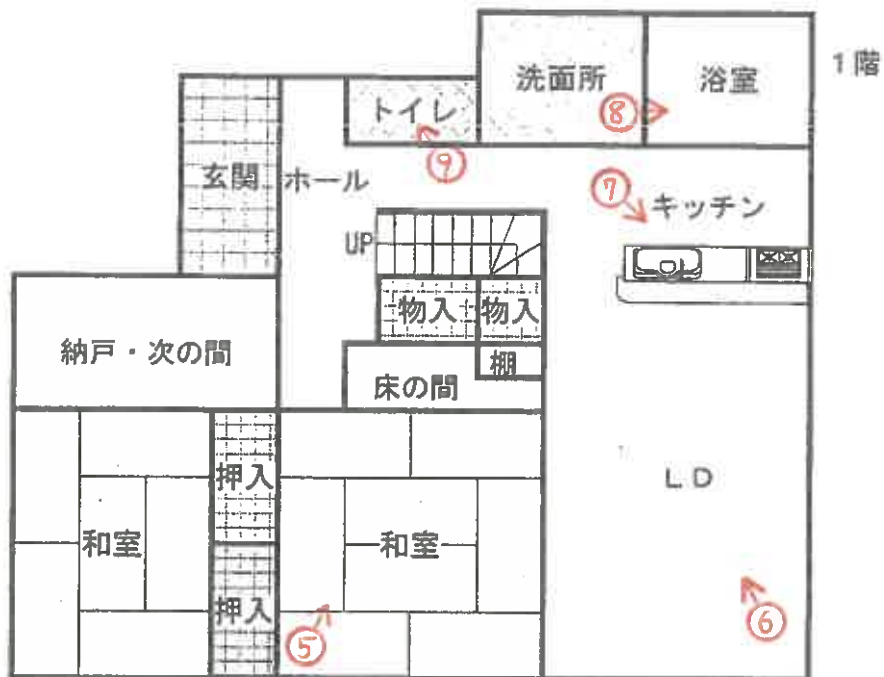 1階
洗面所
浴室
トイレ
⑧
⑨
玄関
ホール
⑦
キッチン
UP
物入
物入
納戸・次の間
棚
床の間
押入
LD
和室
和室
押入
⑤
⑥